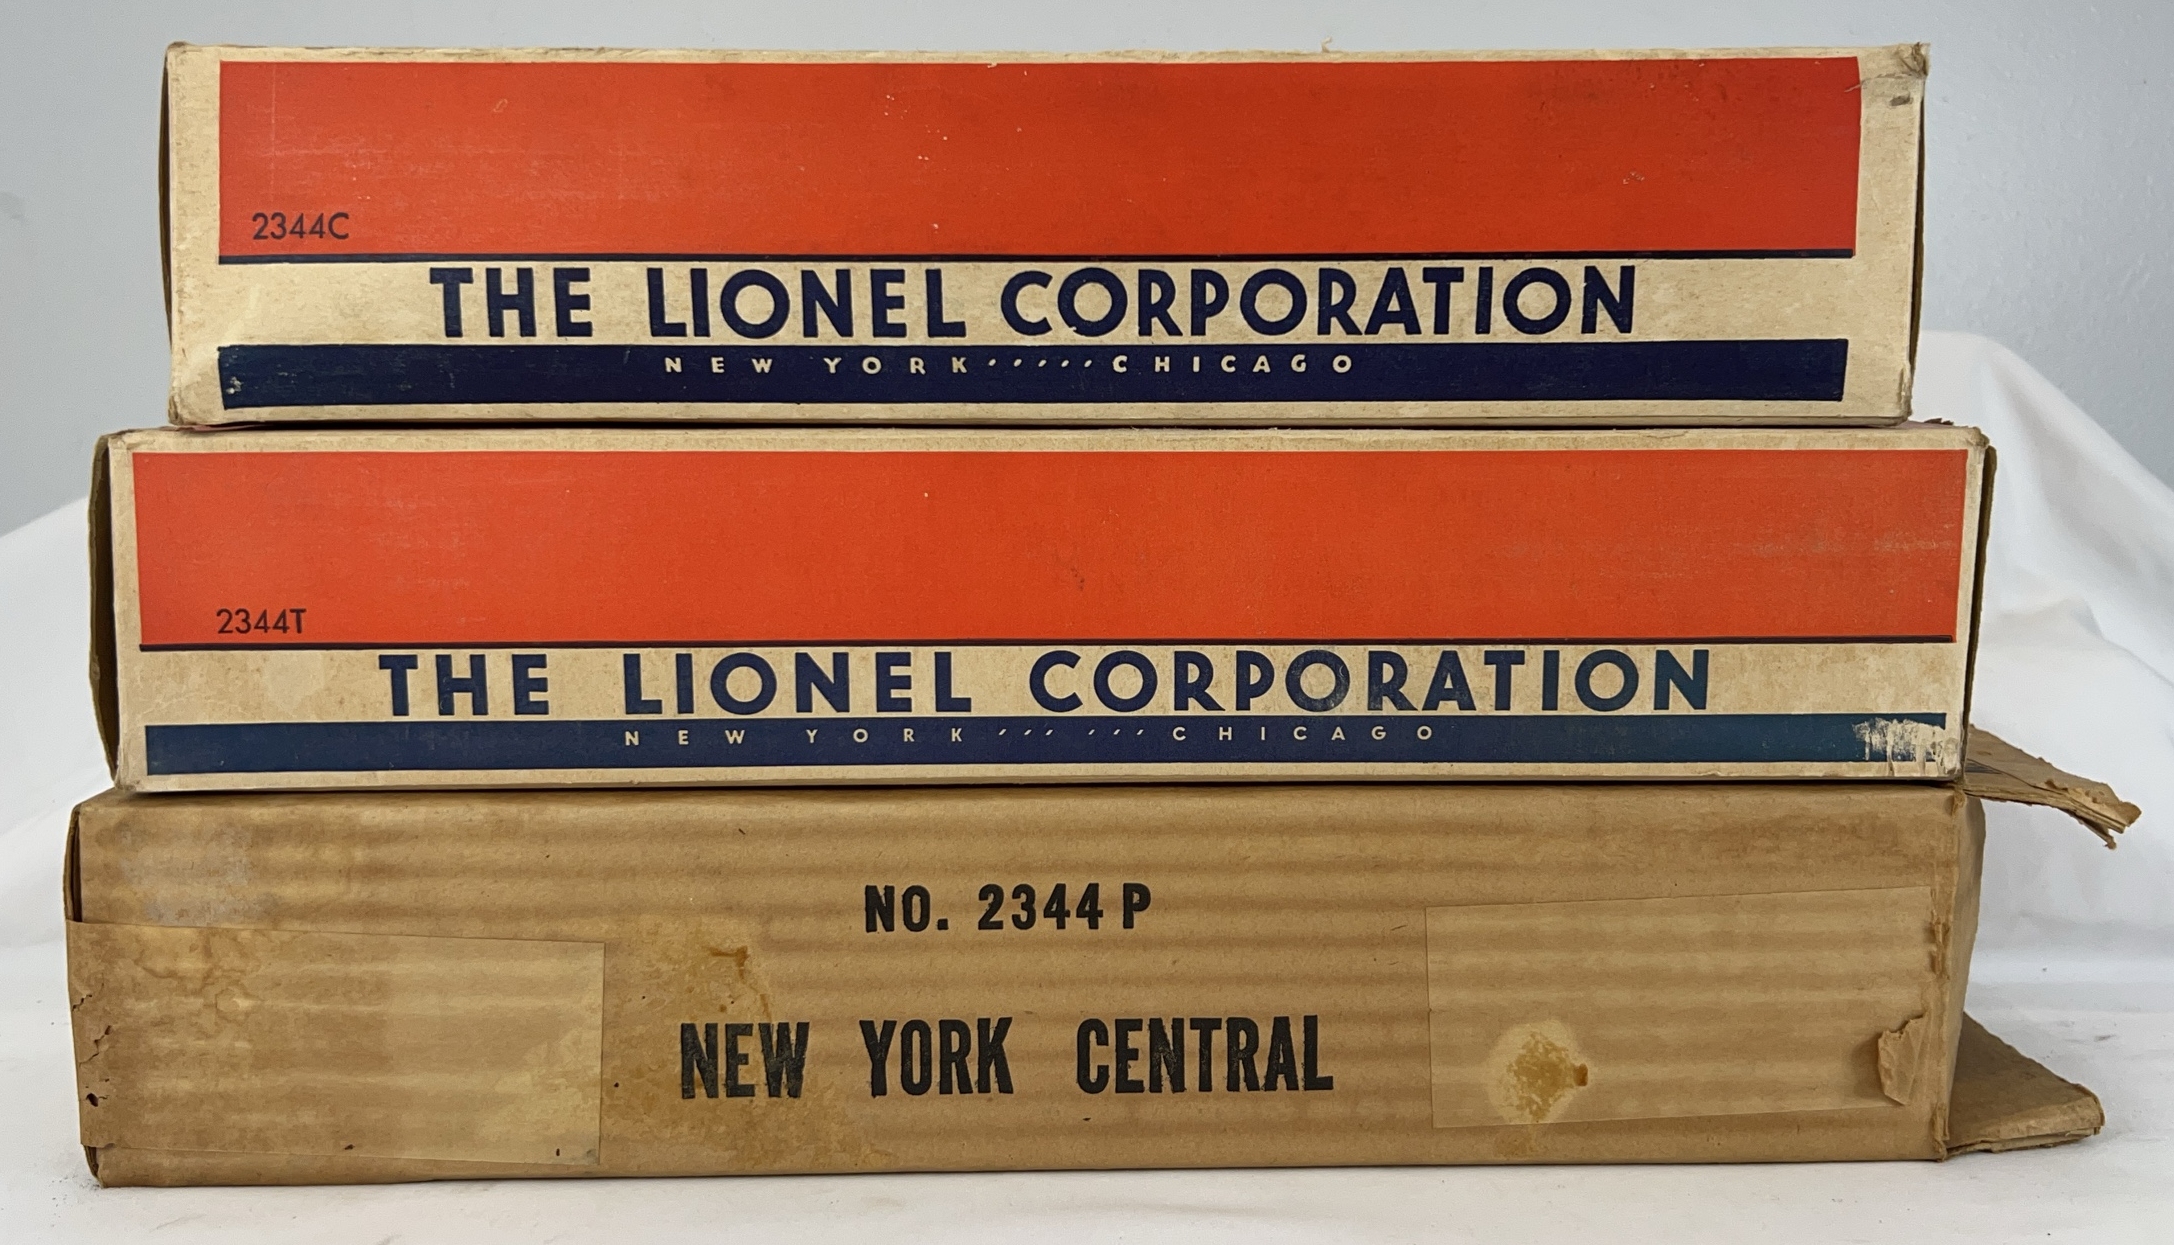 2344C
THE LIONEL CORPORATION
NEW YORK ′′′′′ CHICAGO
2344T
THE LIONEL CORPORATION
NEW YORK ′′′ ′′′ CHICAGO
NO. 2344 P
NEW YORK CENTRAL